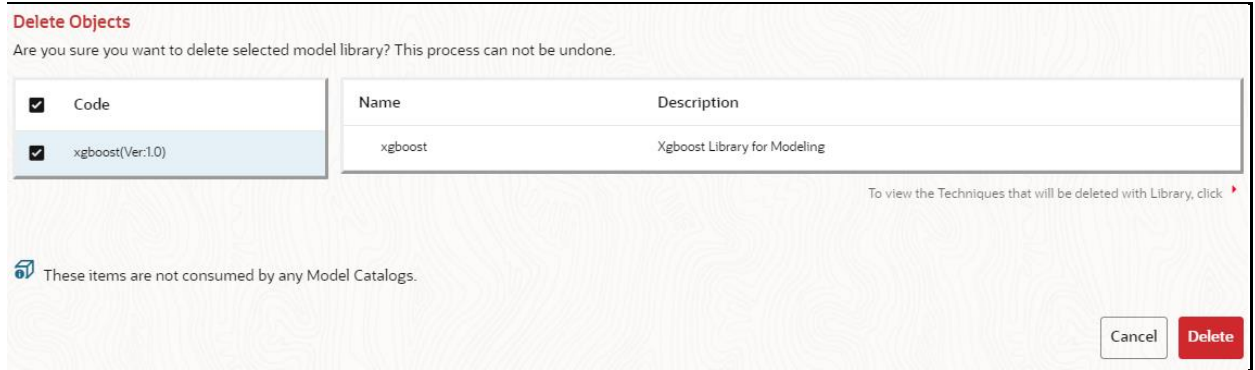 Delete Objects
Are you sure you want to delete selected model library? This process can not be undone.
Code
Name Description
xgboost(Ver:1.0)
xgboost Xgboost Library for Modeling
To view the Techniques that will be deleted with Library, click
These items are not consumed by any Model Catalogs.
Cancel Delete